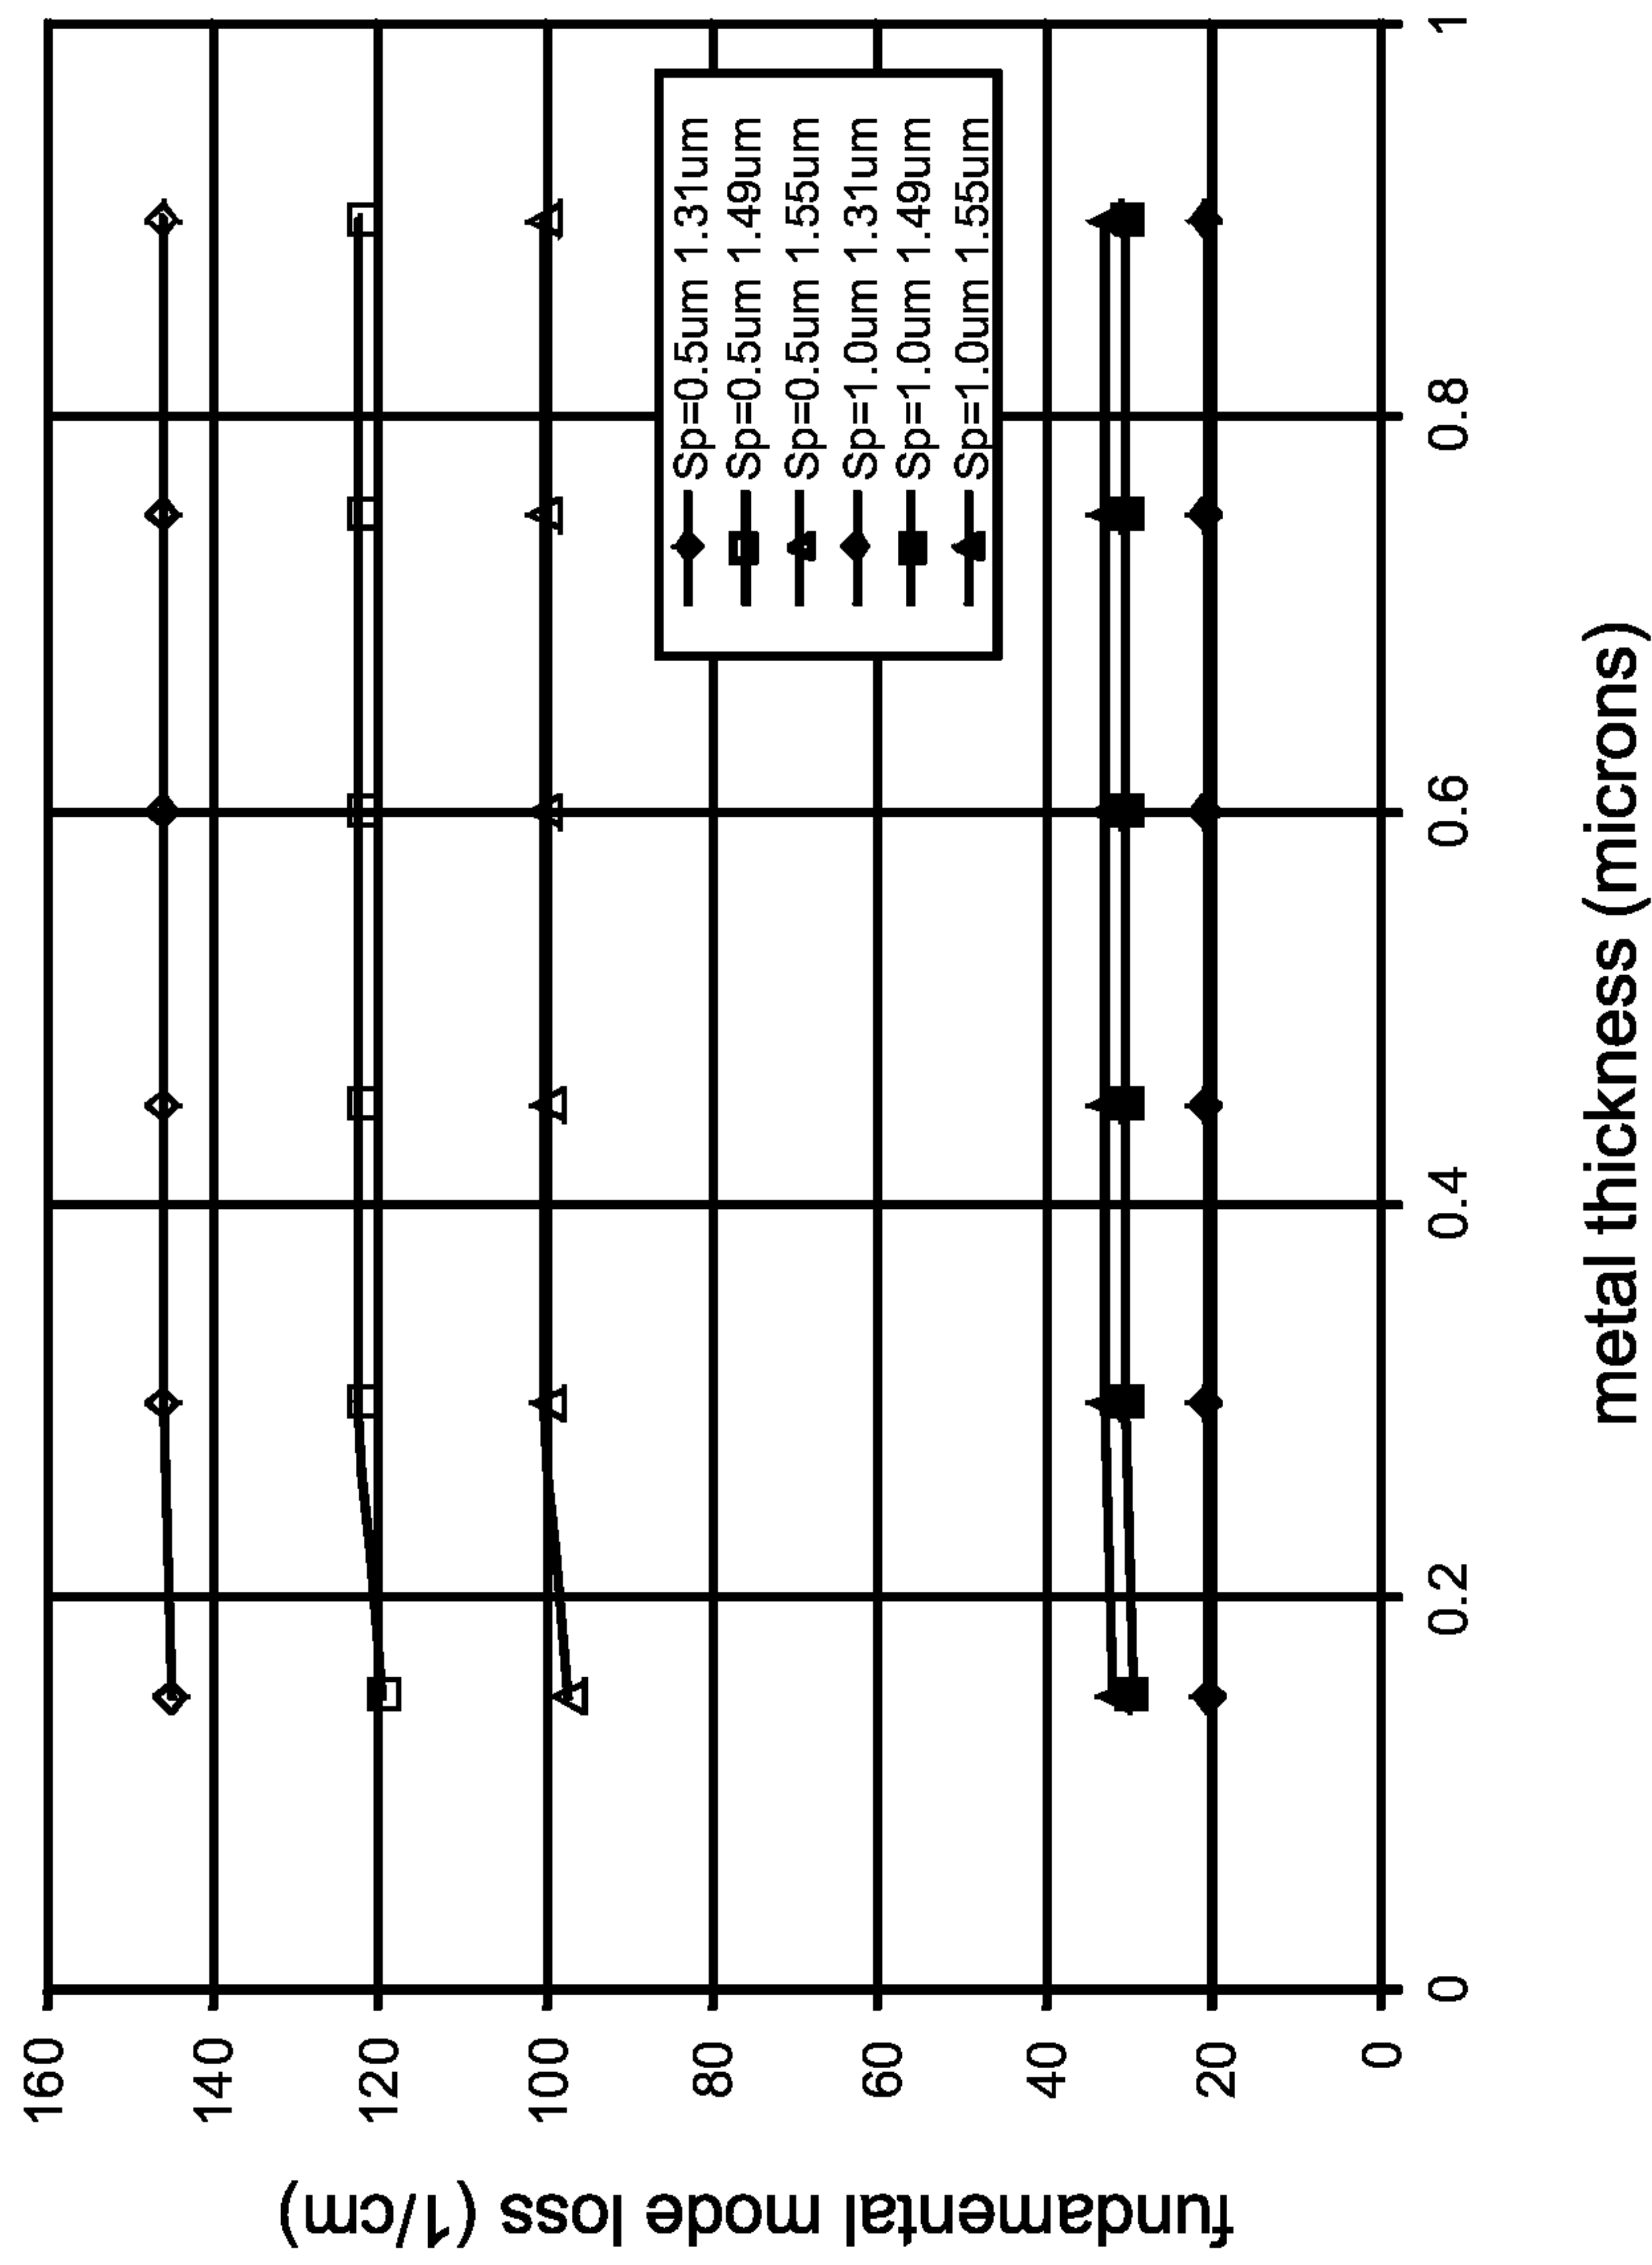 fundamental mode loss (1/cm)
160
140
120
100
80
60
40
20
0
Sp=0.5um 1.31um
Sp=0.5um 1.49um
Sp=0.5um 1.55um
Sp=1.0um 1.31um
Sp=1.0um 1.49um
Sp=1.0um 1.55um
0
0.2
0.4
0.6
0.8
1
metal thickness (microns)